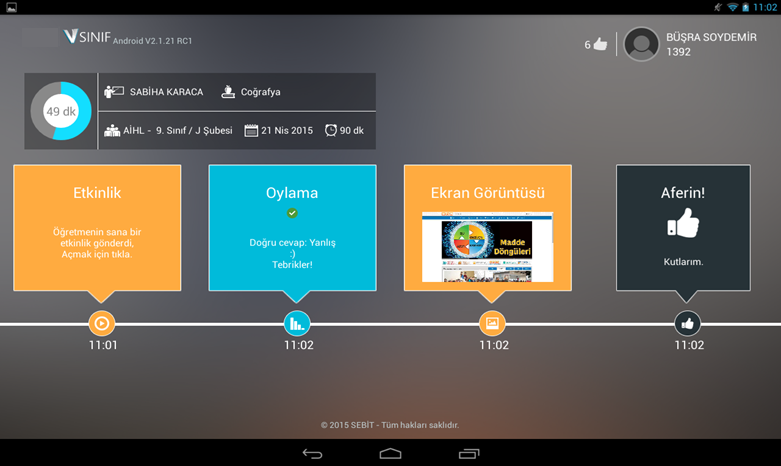 11:02
VSINIF Android V2.1.21 RC1
6
BÜŞRA SOYDEMİR
1392
49 dk
SABİHA KARACA
Coğrafya
AİHL - 9. Sınıf / J Şubesi
21 Nis 2015
90 dk
Etkinlik
Öğretmenin sana bir
etkinlik gönderdi,
Açmak için tıkla.
Oylama
Doğru cevap: Yanlış
:)
Tebrikler!
Ekran Görüntüsü
Madde
Döngüleri
Aferin!
Kutlarım.
11:01
11:02
11:02
11:02
© 2015 SEBİT - Tüm hakları saklıdır.